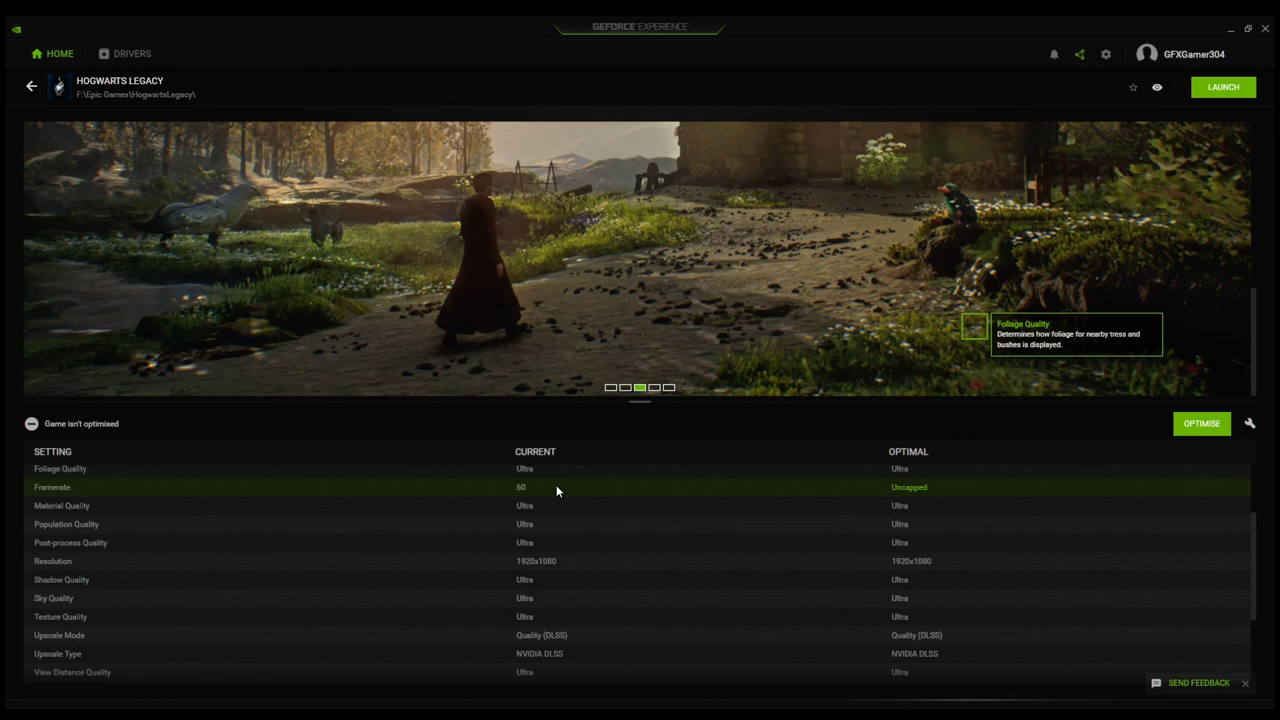 GEFORCE EXPERIENCE
HOME DRIVERS GFXGamer304
HOGWARTS LEGACY
F:\Epic Games\HogwartsLegacy\
LAUNCH
Foliage Quality
Determines how foliage for nearby tress and
bushes is displayed.
Game isn't optimised OPTIMISE
SETTING CURRENT OPTIMAL
Foliage Quality Ultra Ultra
Framerate 60 Uncapped
Material Quality Ultra Ultra
Population Quality Ultra Ultra
Post-process Quality Ultra Ultra
Resolution 1920x1080 1920x1080
Shadow Quality Ultra Ultra
Sky Quality Ultra Ultra
Texture Quality Ultra Ultra
Upscale Mode Quality (DLSS) Quality (DLSS)
Upscale Type NVIDIA DLSS NVIDIA DLSS
View Distance Quality Ultra Ultra
SEND FEEDBACK